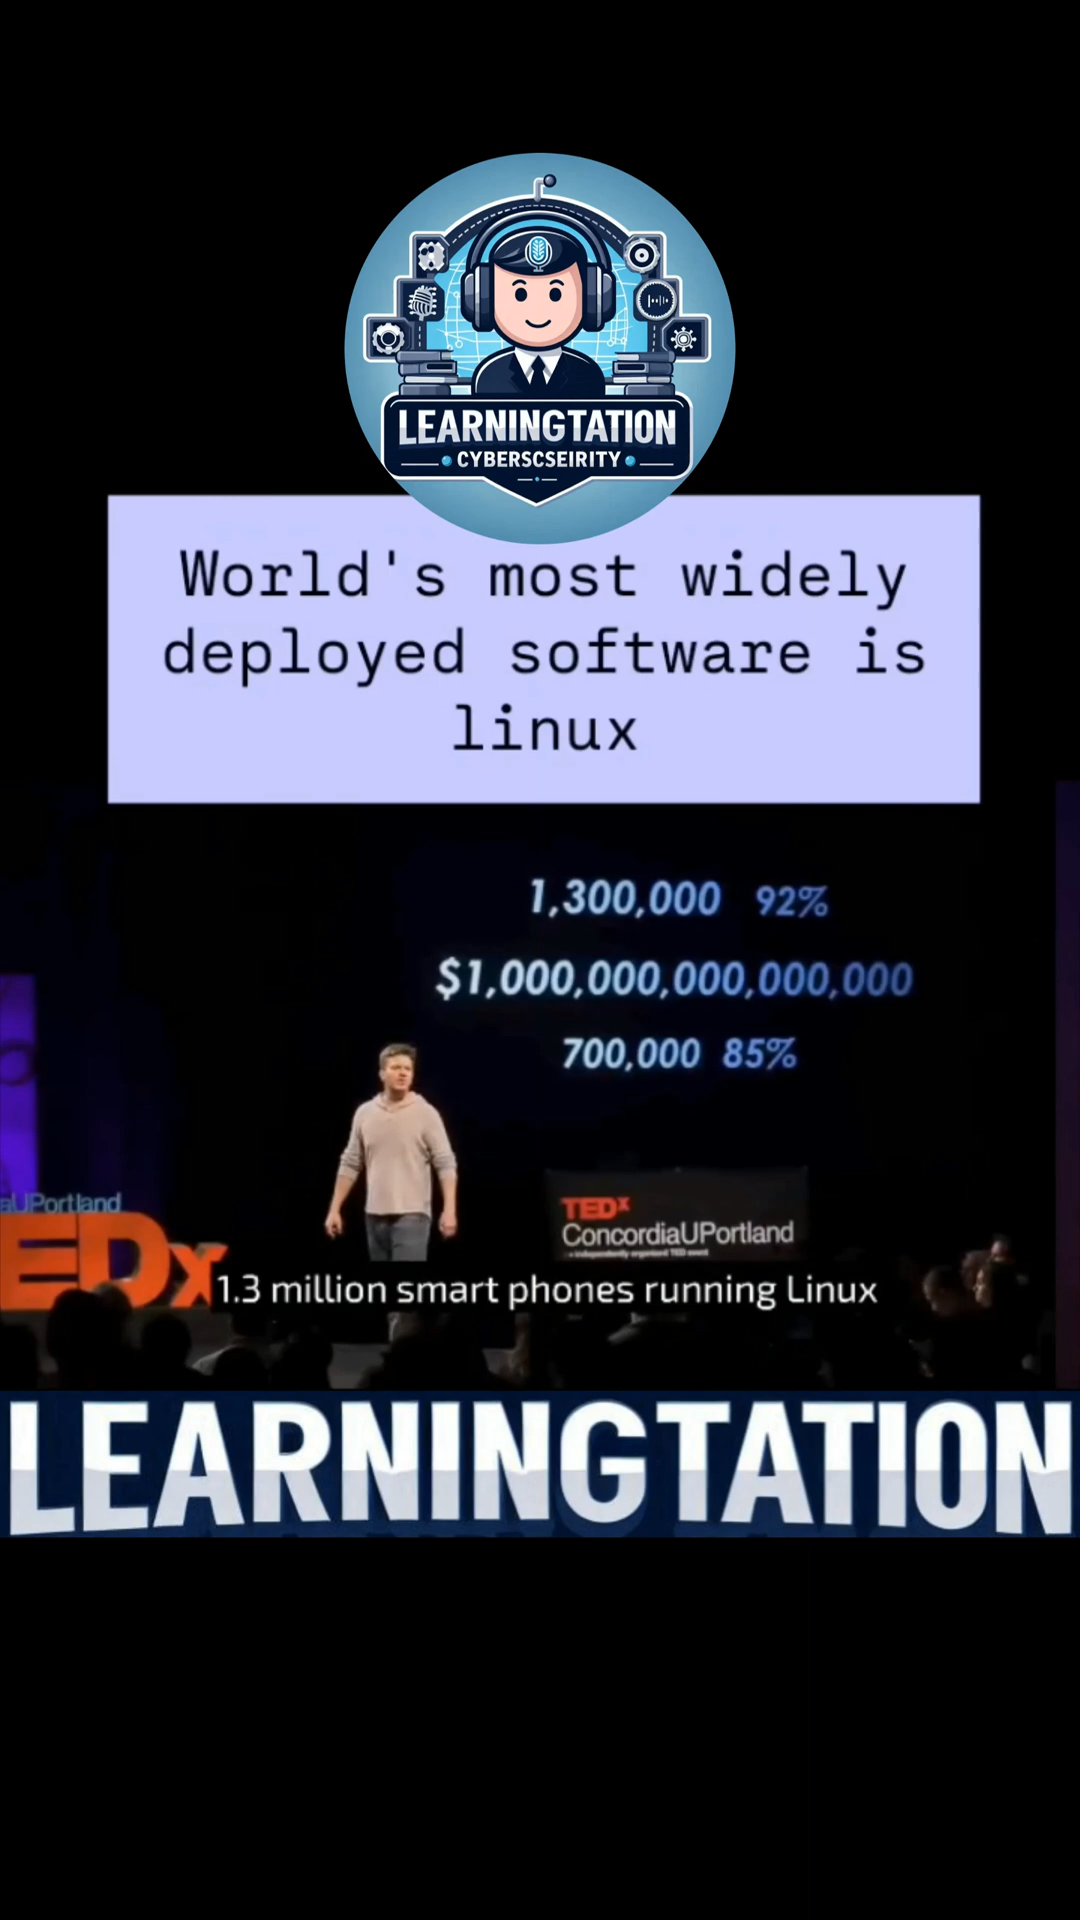 LEARNINGTATION
CYBERSCSEIRITY
World's most widely
deployed software is
linux
1,300,000 92%
$1,000,000,000,000,000
700,000 85%
aUPortland
EDx
TEDx
ConcordiaUPortland
1.3 million smart phones running Linux
LEARNINGTATION